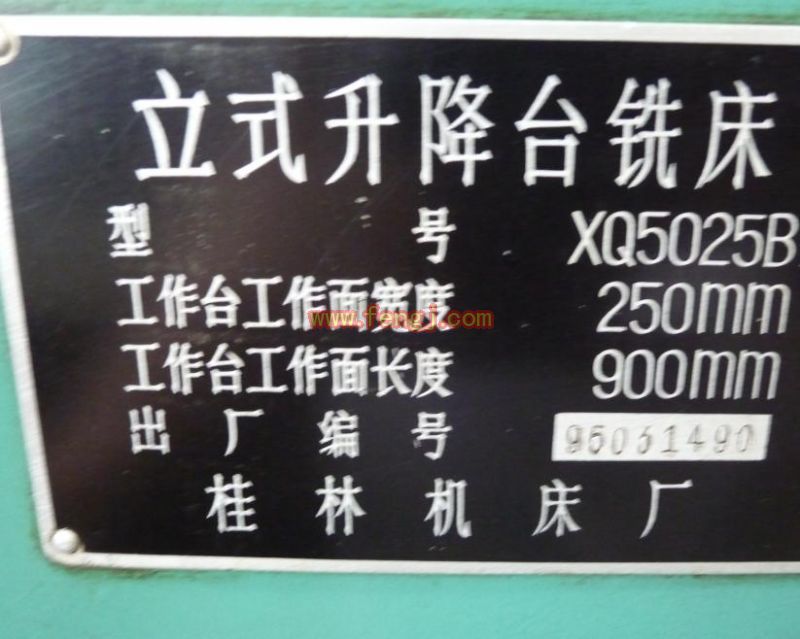 立式升降台铣床
型 号 XQ5025B
工作台工作面宽度 250mm
www.fengj.com
工作台工作面长度 900mm
出厂编号 95031490
桂林机床厂